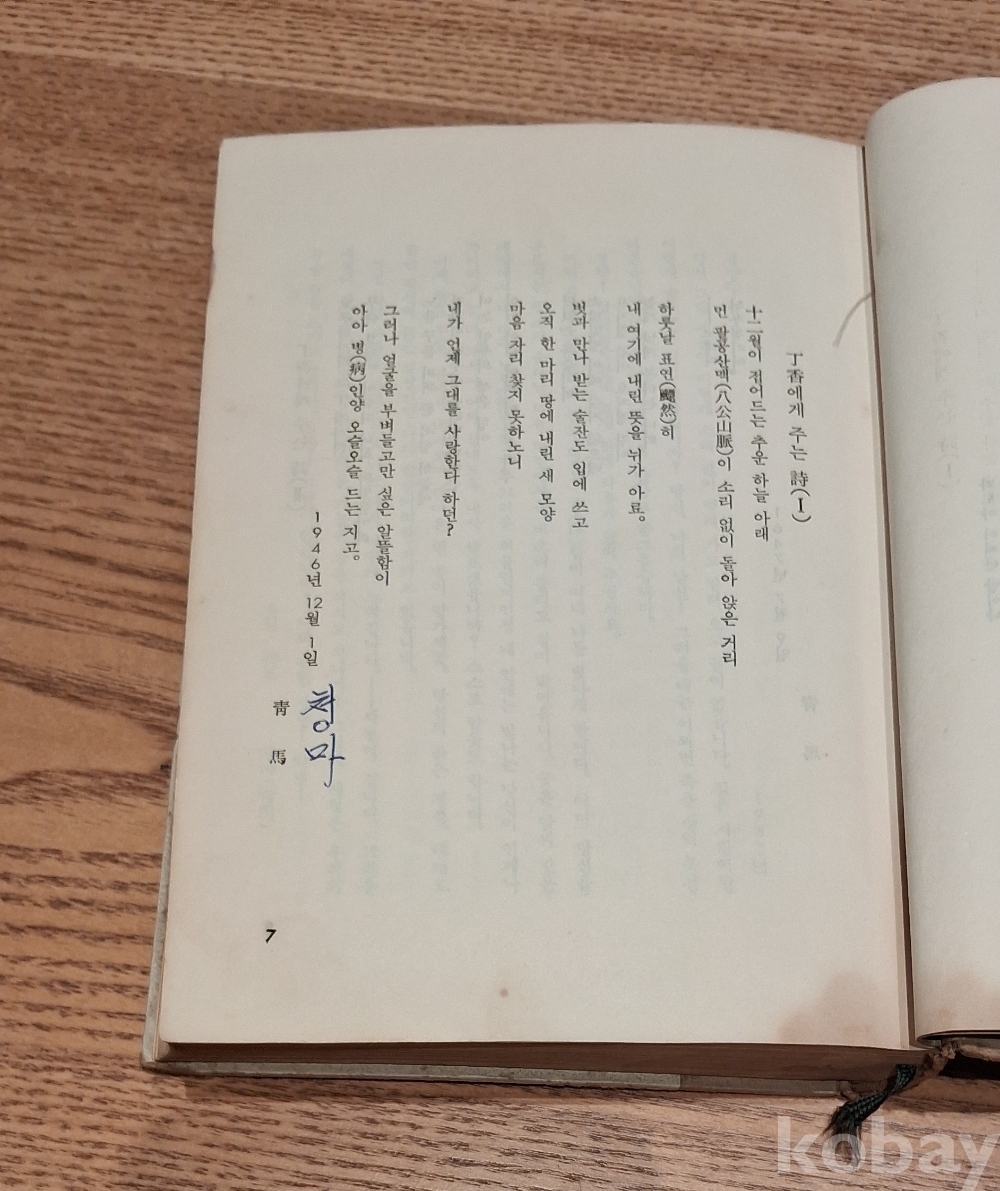 丁香에게 주는 詩(Ⅰ)
十二월이 접어드는 추운 하늘 아래
먼 팔공산맥(八公山脈)이 소리 없이 돌아 앉은 거리
하룻날 표연(飄然)히
내 여기에 내린 뜻을 뉘가 아료。
벗과 만나 받는 술잔도 입에 쓰고
오직 한 마리 땅에 내린 새 모양
마음 자리 찾지 못하노니
내가 언제 그대를 사랑한다 하던?
그러나 얼굴을 부벼들고만 싶은 알뜰함이
아아 병(病)인양 오슬오슬 드는 지고。
1946년 12월 1일
청마
靑馬
7
kobay